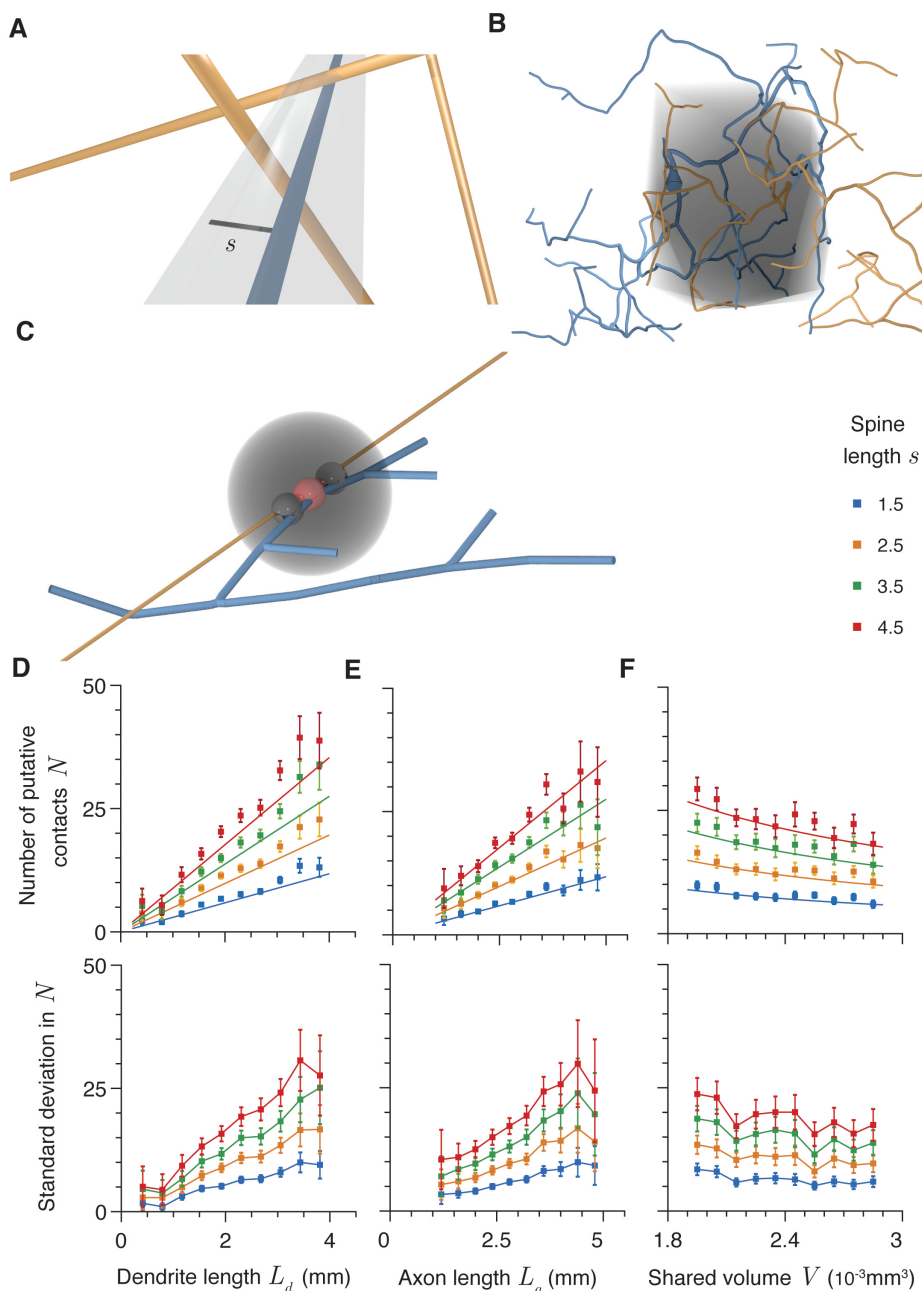 A
B
s
C
Spine
length s
1.5
2.5
3.5
4.5
D
E
F
50
25
0
Number of putative
contacts N
50
25
0
Standard deviation in N
0
2
4
0
2.5
5
1.8
2.4
3
Dendrite length L_d (mm)
Axon length L_a (mm)
Shared volume V (10⁻³mm³)